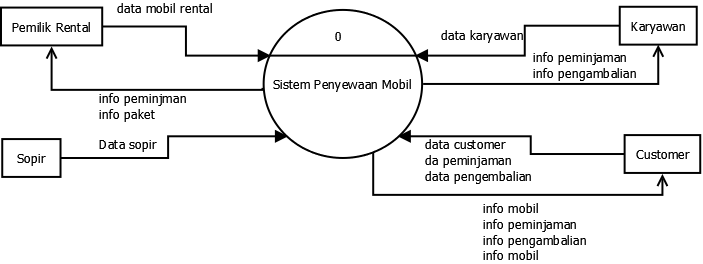 data mobil rental
Pemilik Rental
0
data karyawan
Karyawan
info peminjaman
info pengambalian
Sistem Penyewaan Mobil
info peminjman
info paket
Data sopir
Sopir
data customer
da peminjaman
data pengembalian
Customer
info mobil
info peminjaman
info pengambalian
info mobil